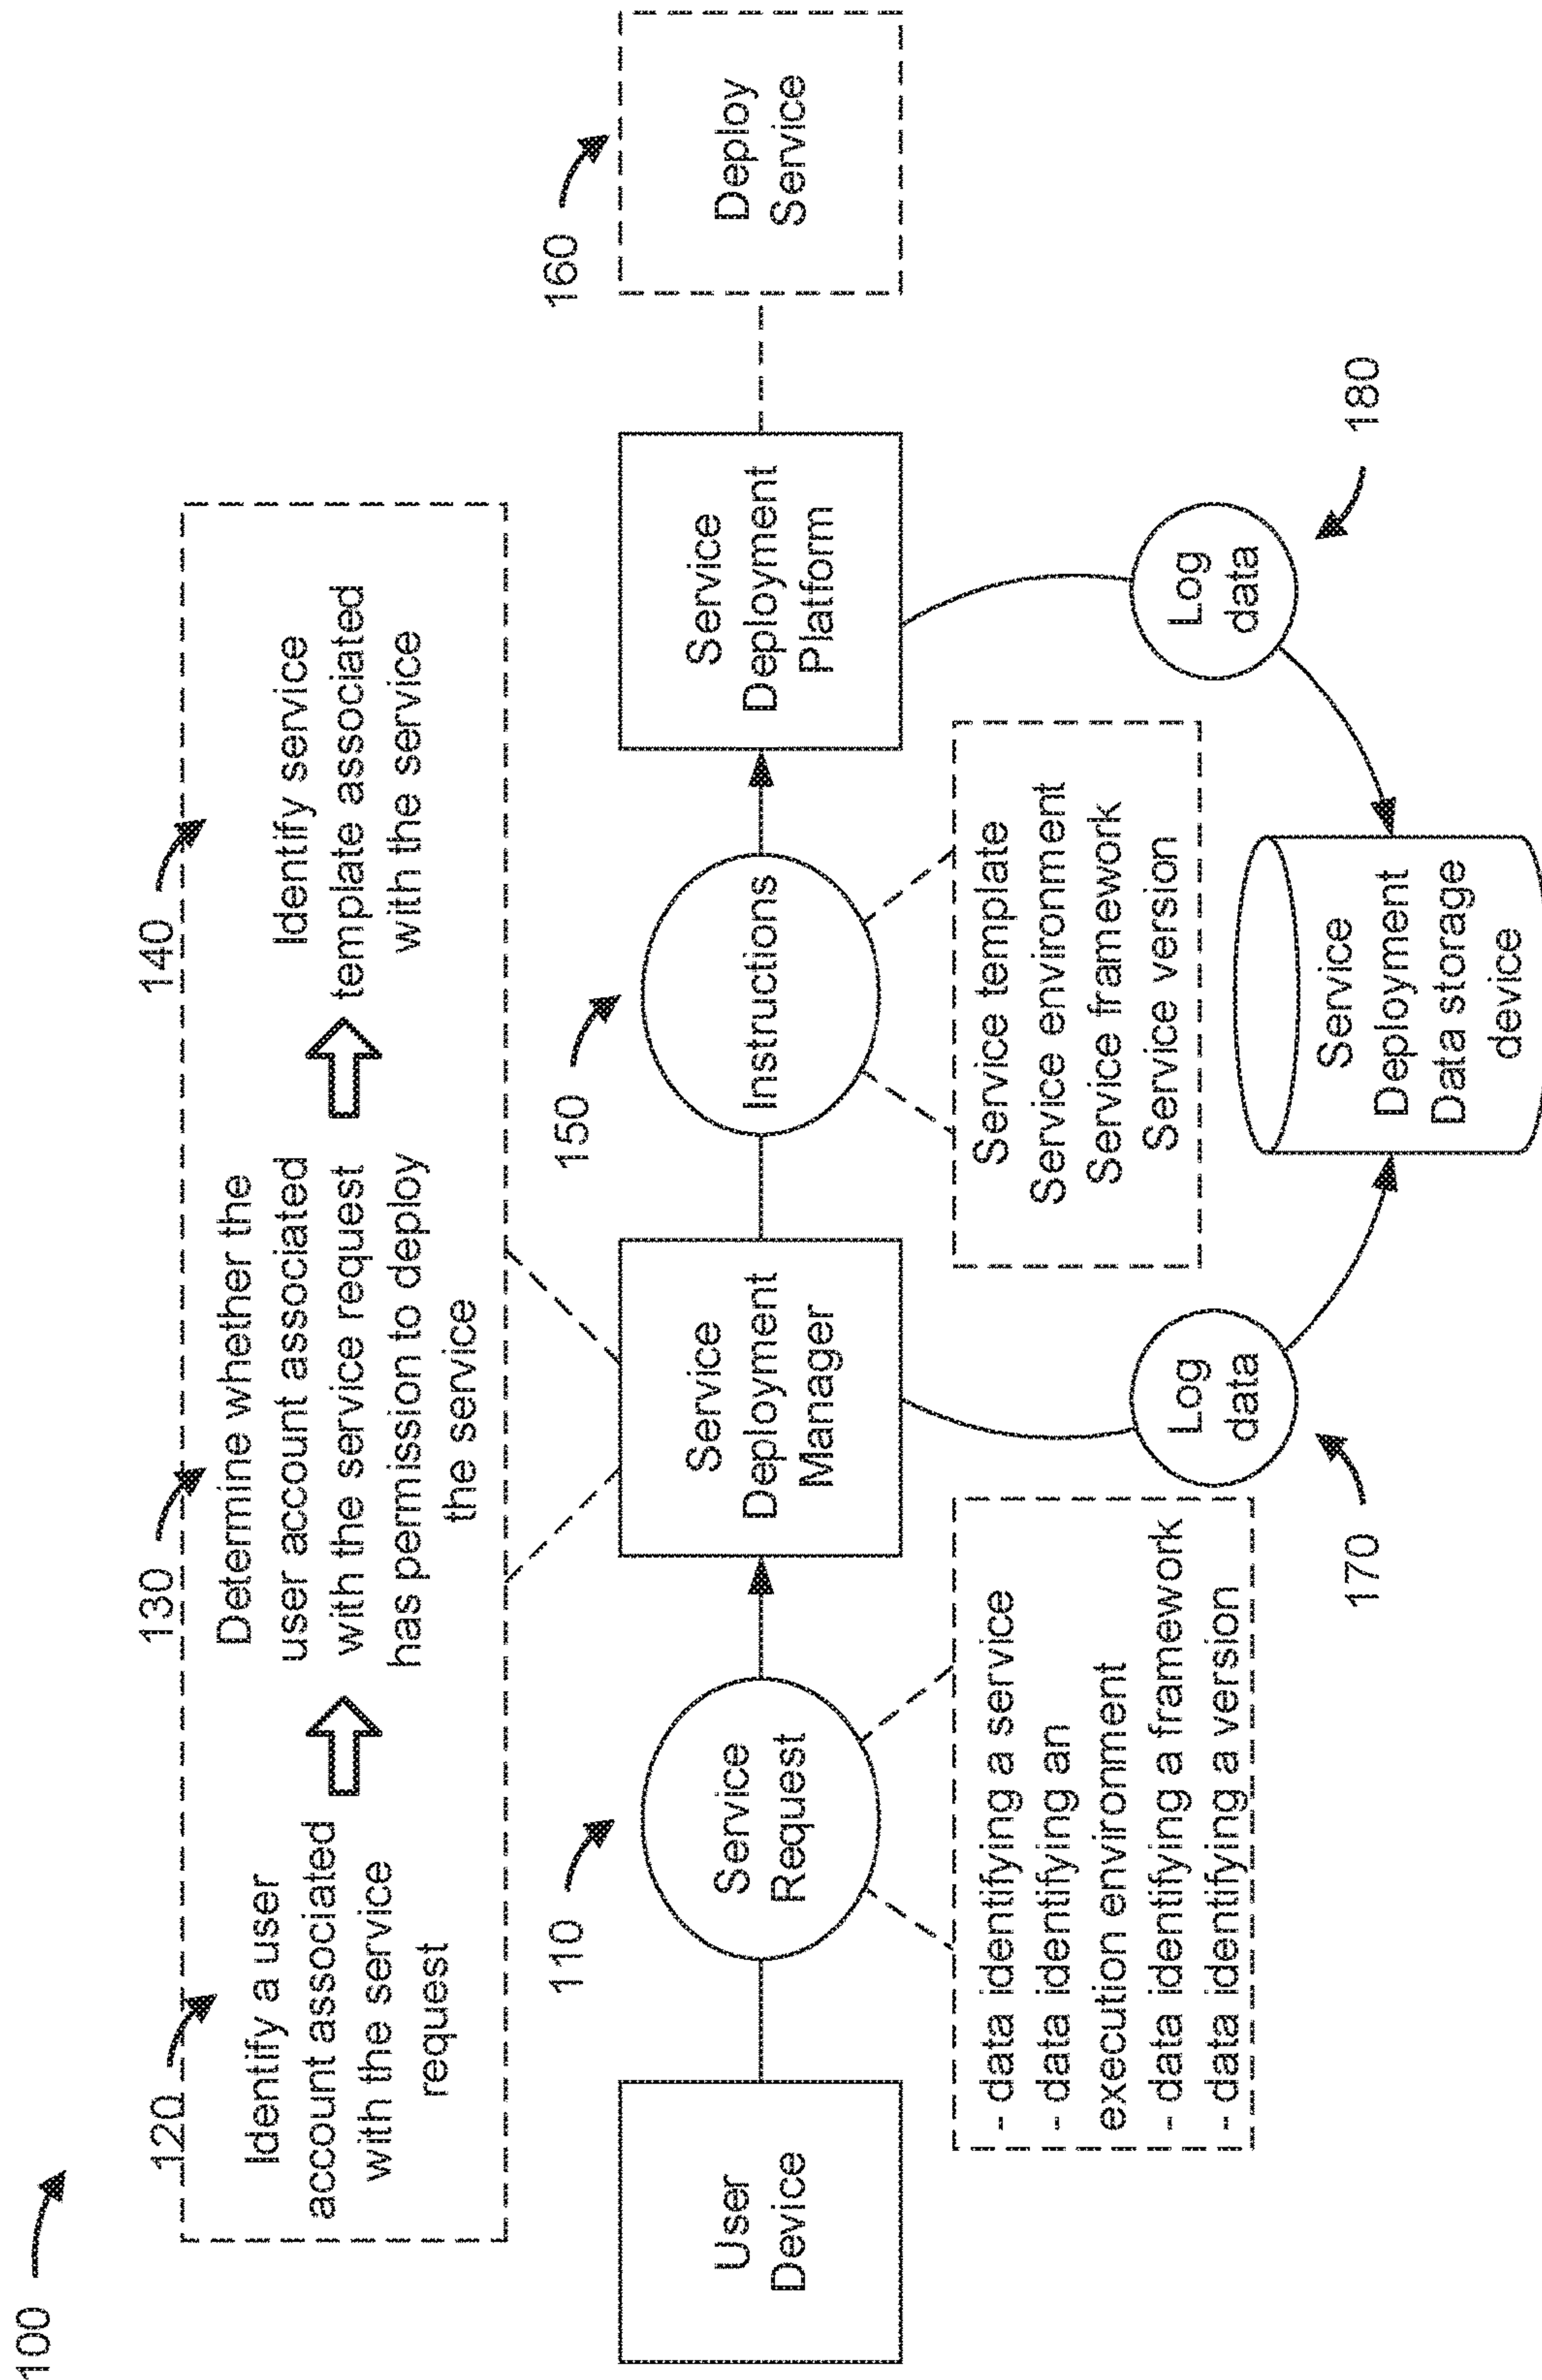 100
120
Identify a user
account associated
with the service
request
130
Determine whether the
user account associated
with the service request
has permission to deploy
the service
140
Identify service
template associated
with the service
User
Device
110
Service
Request
Service
Deployment
Manager
150
Instructions
Service
Deployment
Platform
160
Deploy
Service
- data identifying a service
- data identifying an
execution environment
- data identifying a framework
- data identifying a version
Service template
Service environment
Service framework
Service version
170
Log
data
Service
Deployment
Data storage
device
Log
data
180